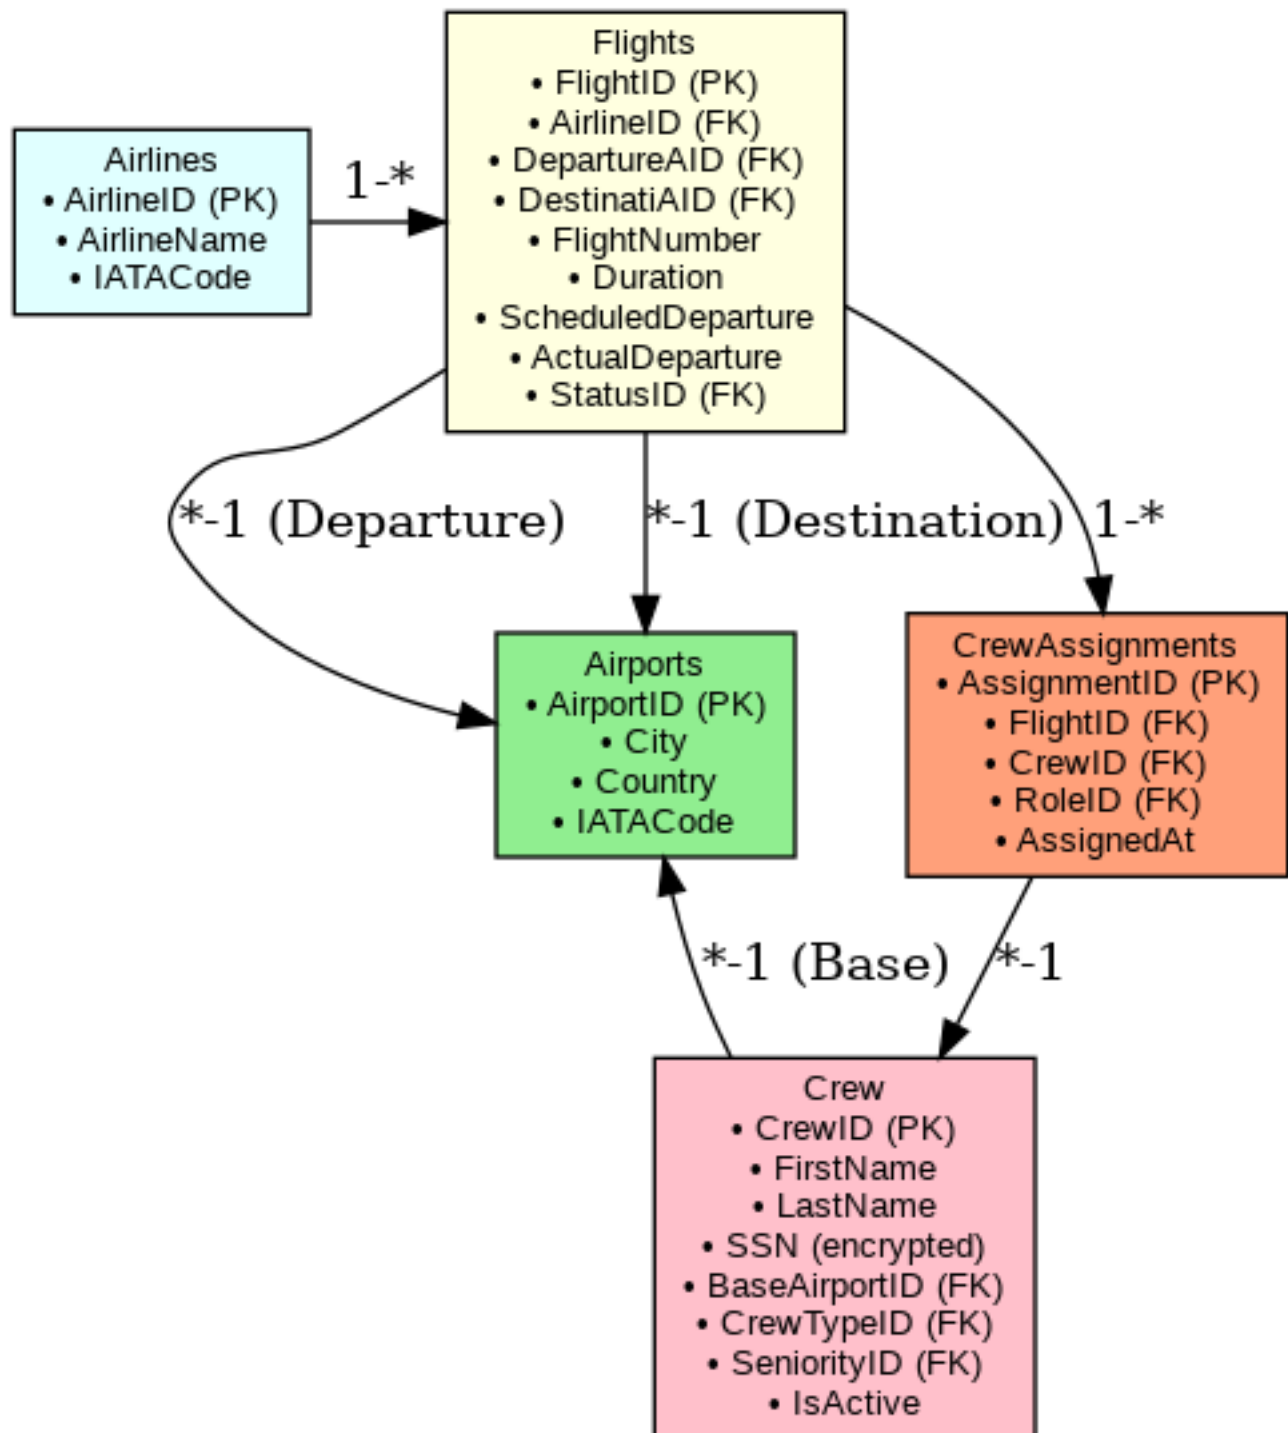 Flights
• FlightID (PK)
• AirlineID (FK)
• DepartureAID (FK)
• DestinatiAID (FK)
• FlightNumber
• Duration
• ScheduledDeparture
• ActualDeparture
• StatusID (FK)
Airlines
• AirlineID (PK)
• AirlineName
• IATACode
1-*
*-1 (Departure)
*-1 (Destination)
1-*
Airports
• AirportID (PK)
• City
• Country
• IATACode
CrewAssignments
• AssignmentID (PK)
• FlightID (FK)
• CrewID (FK)
• RoleID (FK)
• AssignedAt
*-1 (Base)
*-1
Crew
• CrewID (PK)
• FirstName
• LastName
• SSN (encrypted)
• BaseAirportID (FK)
• CrewTypeID (FK)
• SeniorityID (FK)
• IsActive